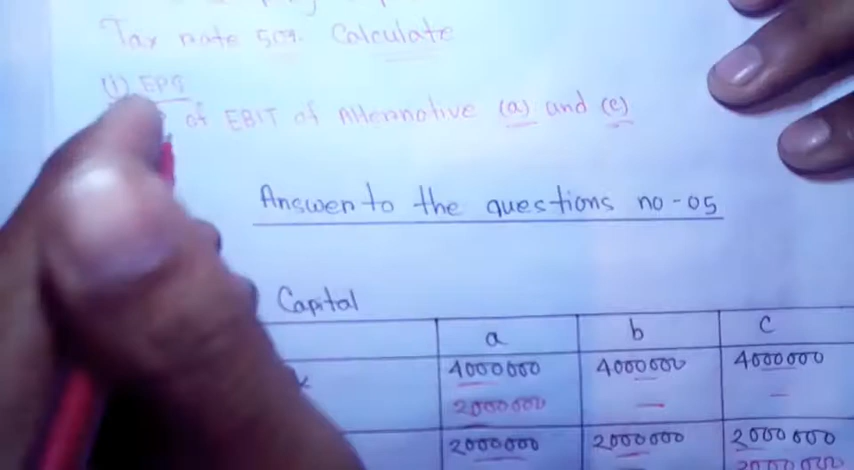 Tax rate 50%. Calculate
(i) EPS
of EBIT of Alternative (a) and (c)
Answer to the questions no - 05
Capital
a b c
4000000 4000000 4000000
2000000 — —
2000000 2000000 2000000
2000000